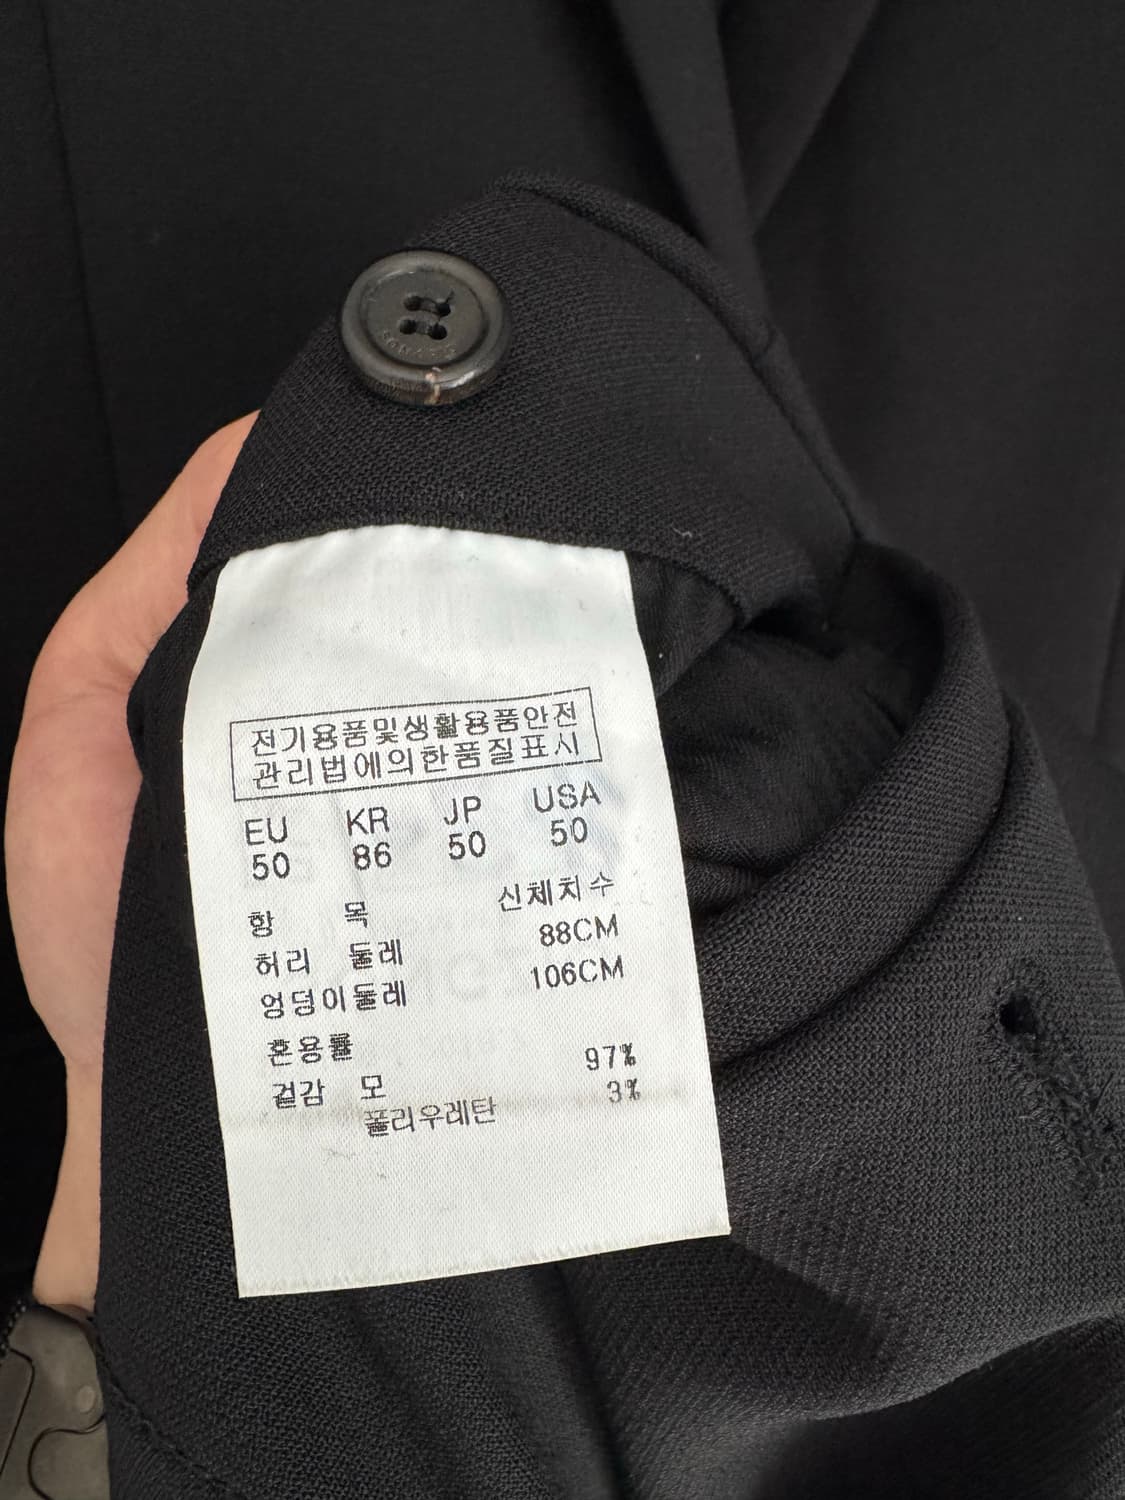 전기용품및생활용품안전
관리법에의한품질표시
EU KR JP USA
50 86 50 50
항 목 신체치수
허리 둘레 88CM
엉덩이둘레 106CM
혼용률
겉감 모 97%
폴리우레탄 3%